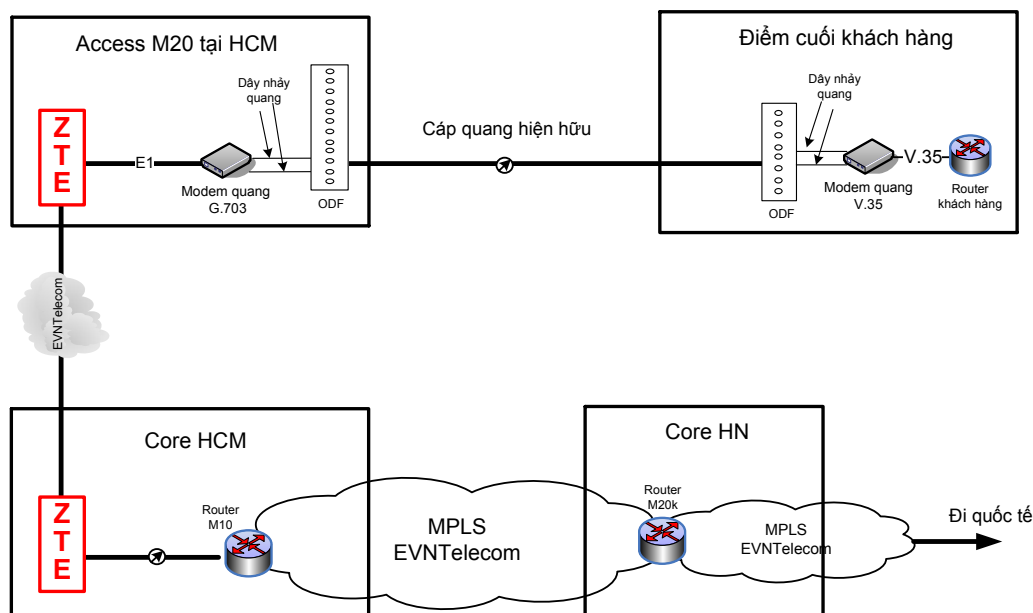 Access M20 tại HCM
Dây nhảy
quang
ZTE
E1
Modem quang
G.703
ODF
Cáp quang hiện hữu
Điểm cuối khách hàng
Dây nhảy
quang
ODF
Modem quang
V.35
V.35
Router
khách hàng
EVNTelecom
Core HCM
ZTE
Router
M10
MPLS
EVNTelecom
Core HN
Router
M20k
MPLS
EVNTelecom
Đi quốc tế